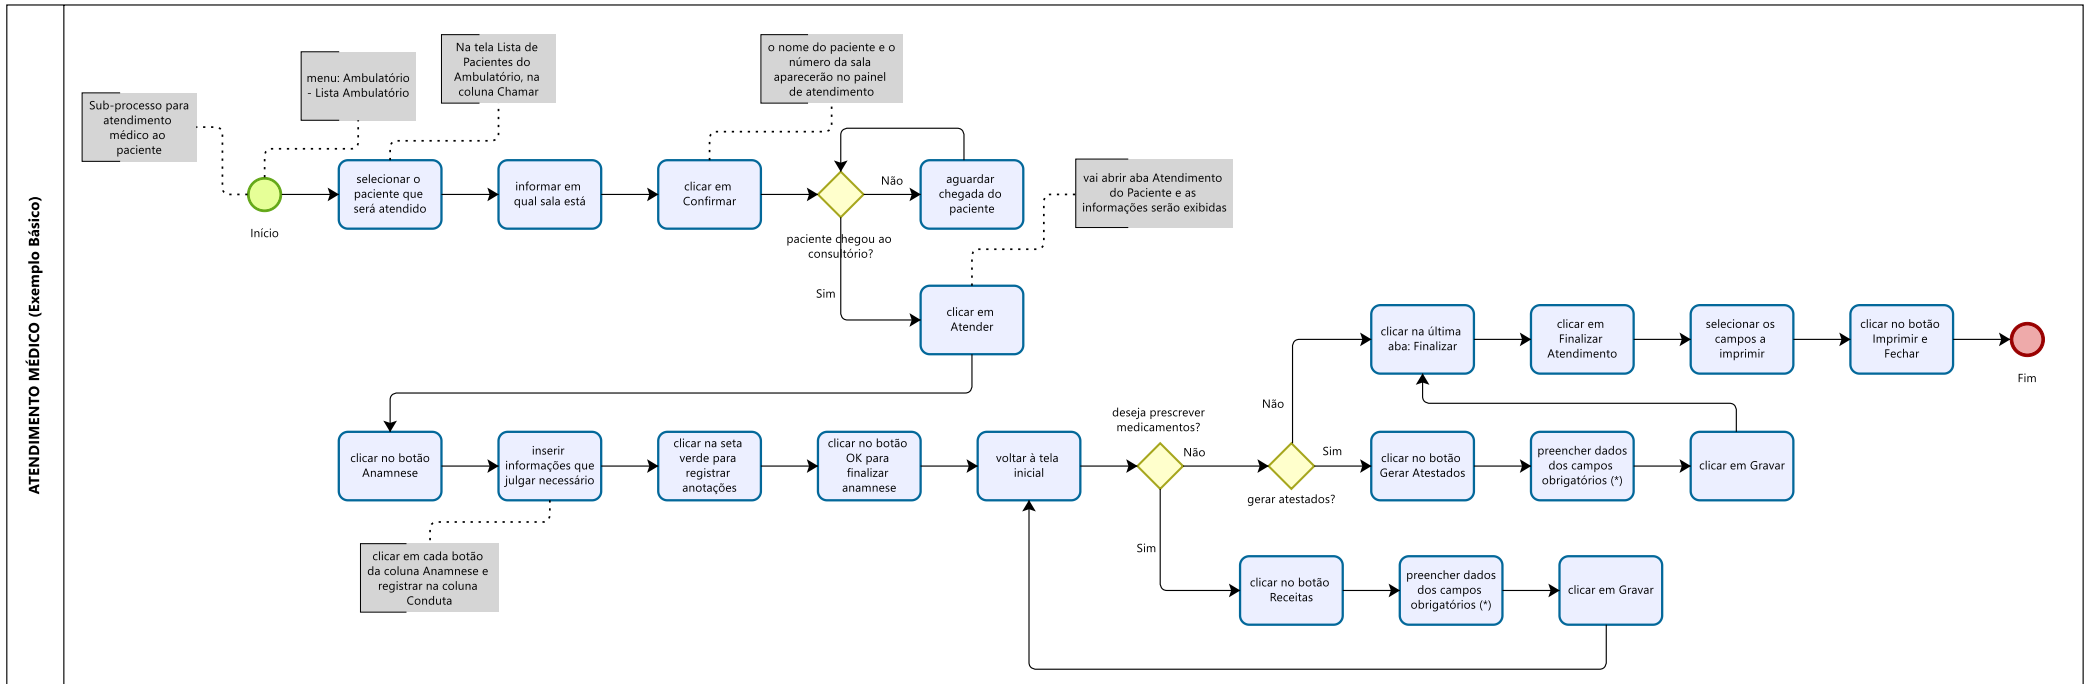 ATENDIMENTO MÉDICO (Exemplo Básico)
Sub-processo para
atendimento
médico ao
paciente
menu: Ambulatório
- Lista Ambulatório
Na tela Lista de
Pacientes do
Ambulatório, na
coluna Chamar
o nome do paciente e o
número da sala
aparecerão no painel
de atendimento
Início
selecionar o
paciente que
será atendido
informar em
qual sala está
clicar em
Confirmar
paciente chegou ao
consultório?
Não
aguardar
chegada do
paciente
vai abrir aba Atendimento
do Paciente e as
informações serão exibidas
Sim
clicar em
Atender
clicar no botão
Anamnese
inserir
informações que
julgar necessário
clicar em cada botão
da coluna Anamnese e
registrar na coluna
Conduta
clicar na seta
verde para
registrar
anotações
clicar no botão
OK para
finalizar
anamnese
voltar à tela
inicial
deseja prescrever
medicamentos?
Não
Sim
clicar no botão
Receitas
preencher dados
dos campos
obrigatórios (*)
clicar em Gravar
gerar atestados?
Sim
clicar no botão
Gerar Atestados
preencher dados
dos campos
obrigatórios (*)
clicar em Gravar
Não
clicar na última
aba: Finalizar
clicar em
Finalizar
Atendimento
selecionar os
campos a
imprimir
clicar no botão
Imprimir e
Fechar
Fim